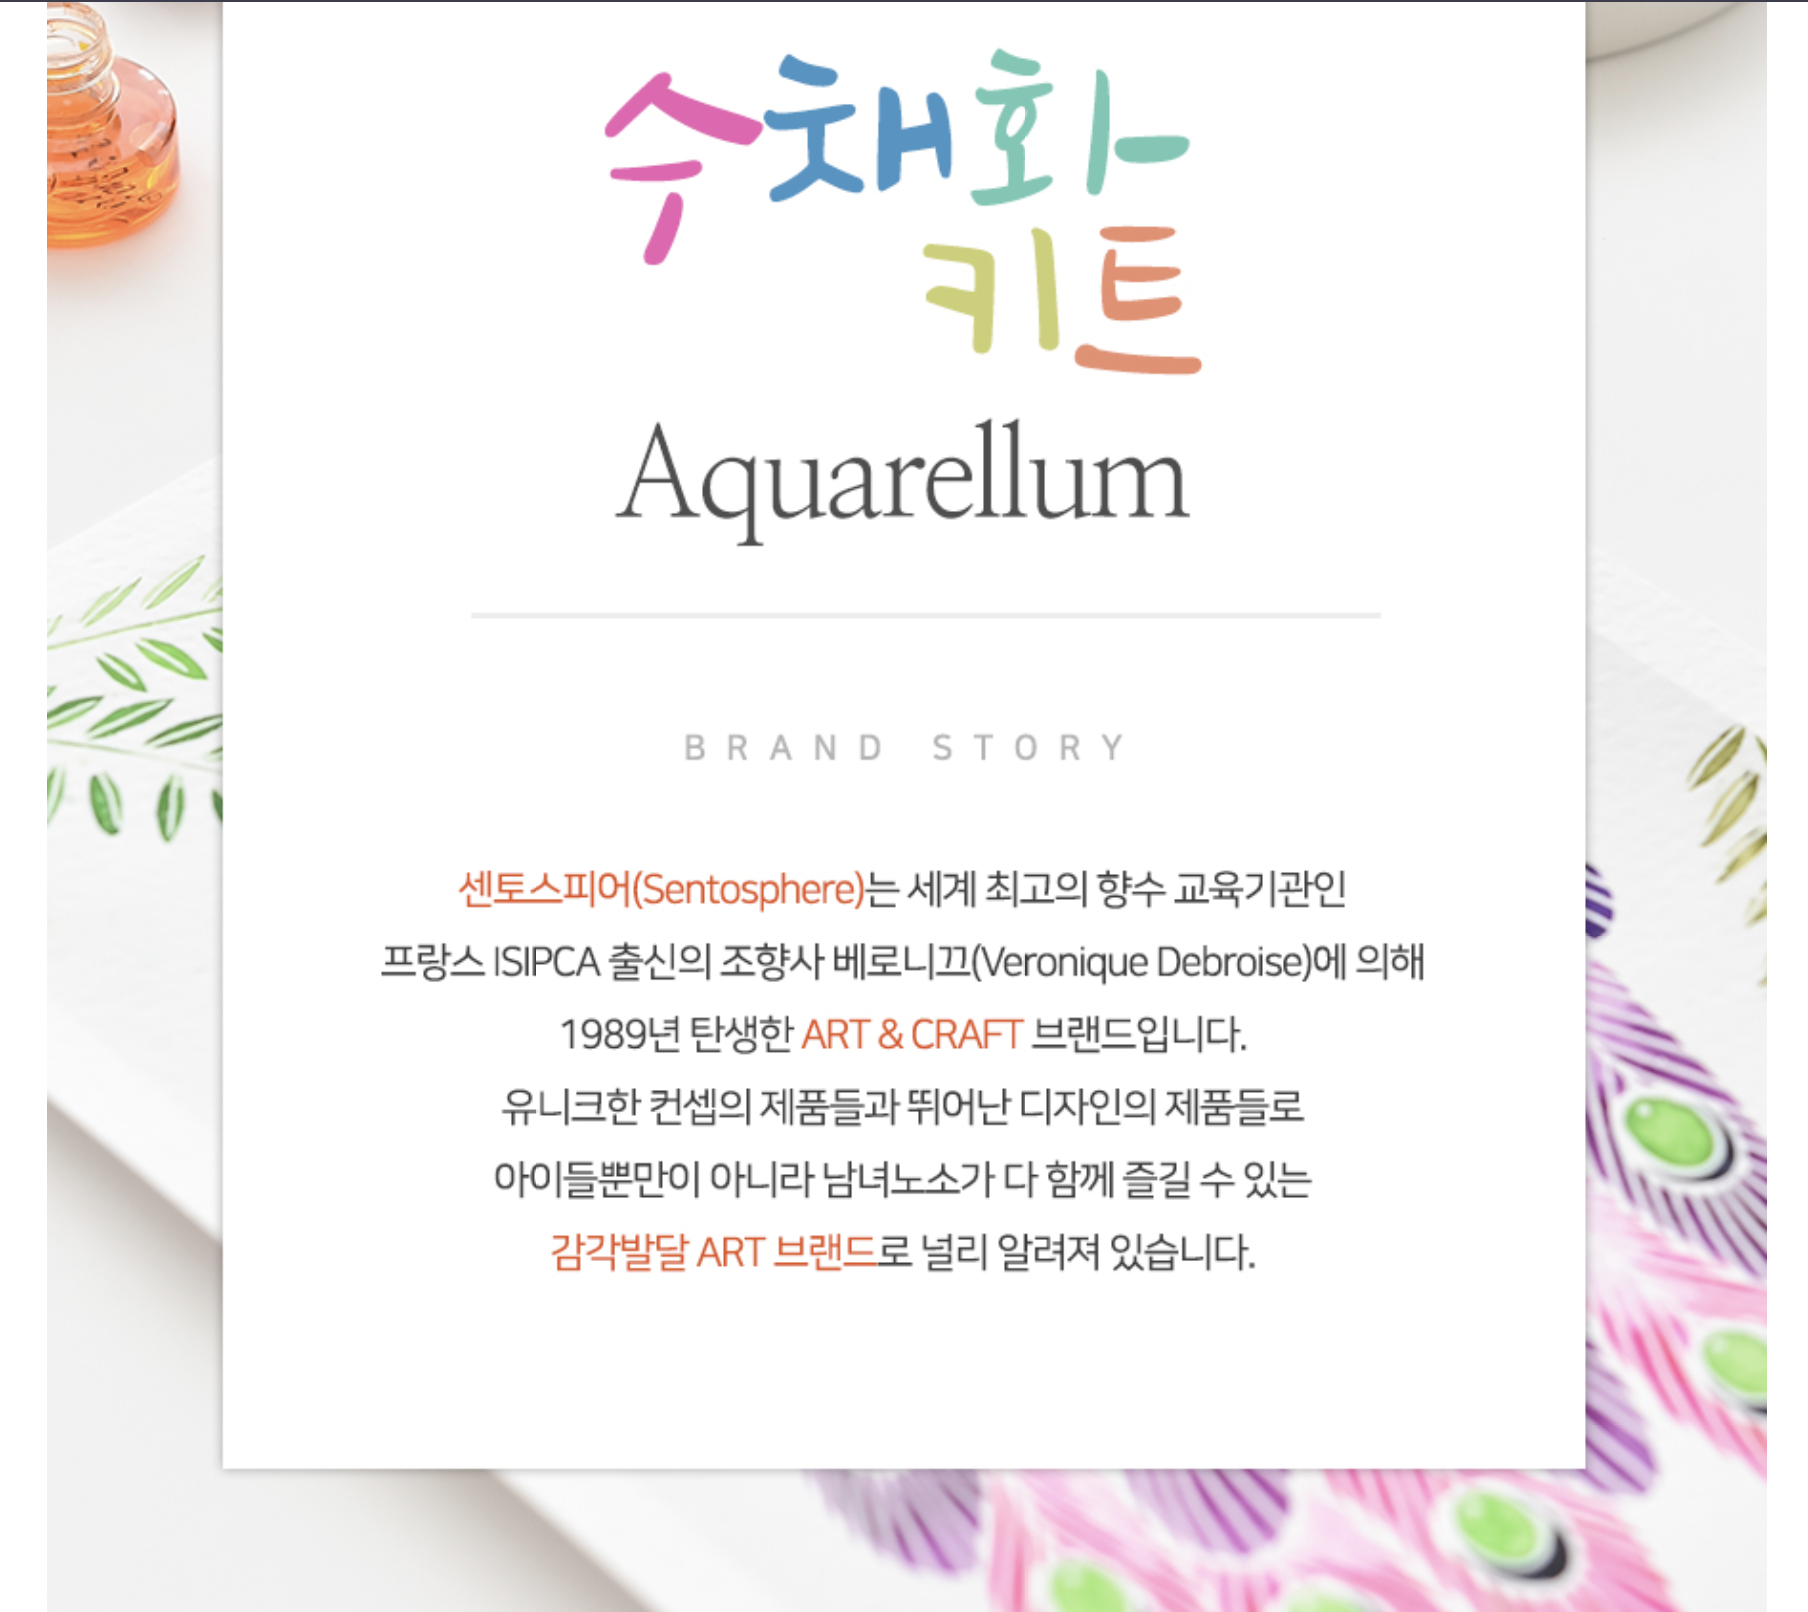 수채화
키트
Aquarellum
BRAND STORY
센토스피어(Sentosphere)는 세계 최고의 향수 교육기관인
프랑스 ISIPCA 출신의 조향사 베로니끄(Veronique Debroise)에 의해
1989년 탄생한 ART & CRAFT 브랜드입니다.
유니크한 컨셉의 제품들과 뛰어난 디자인의 제품들로
아이들뿐만이 아니라 남녀노소가 다 함께 즐길 수 있는
감각발달 ART 브랜드로 널리 알려져 있습니다.